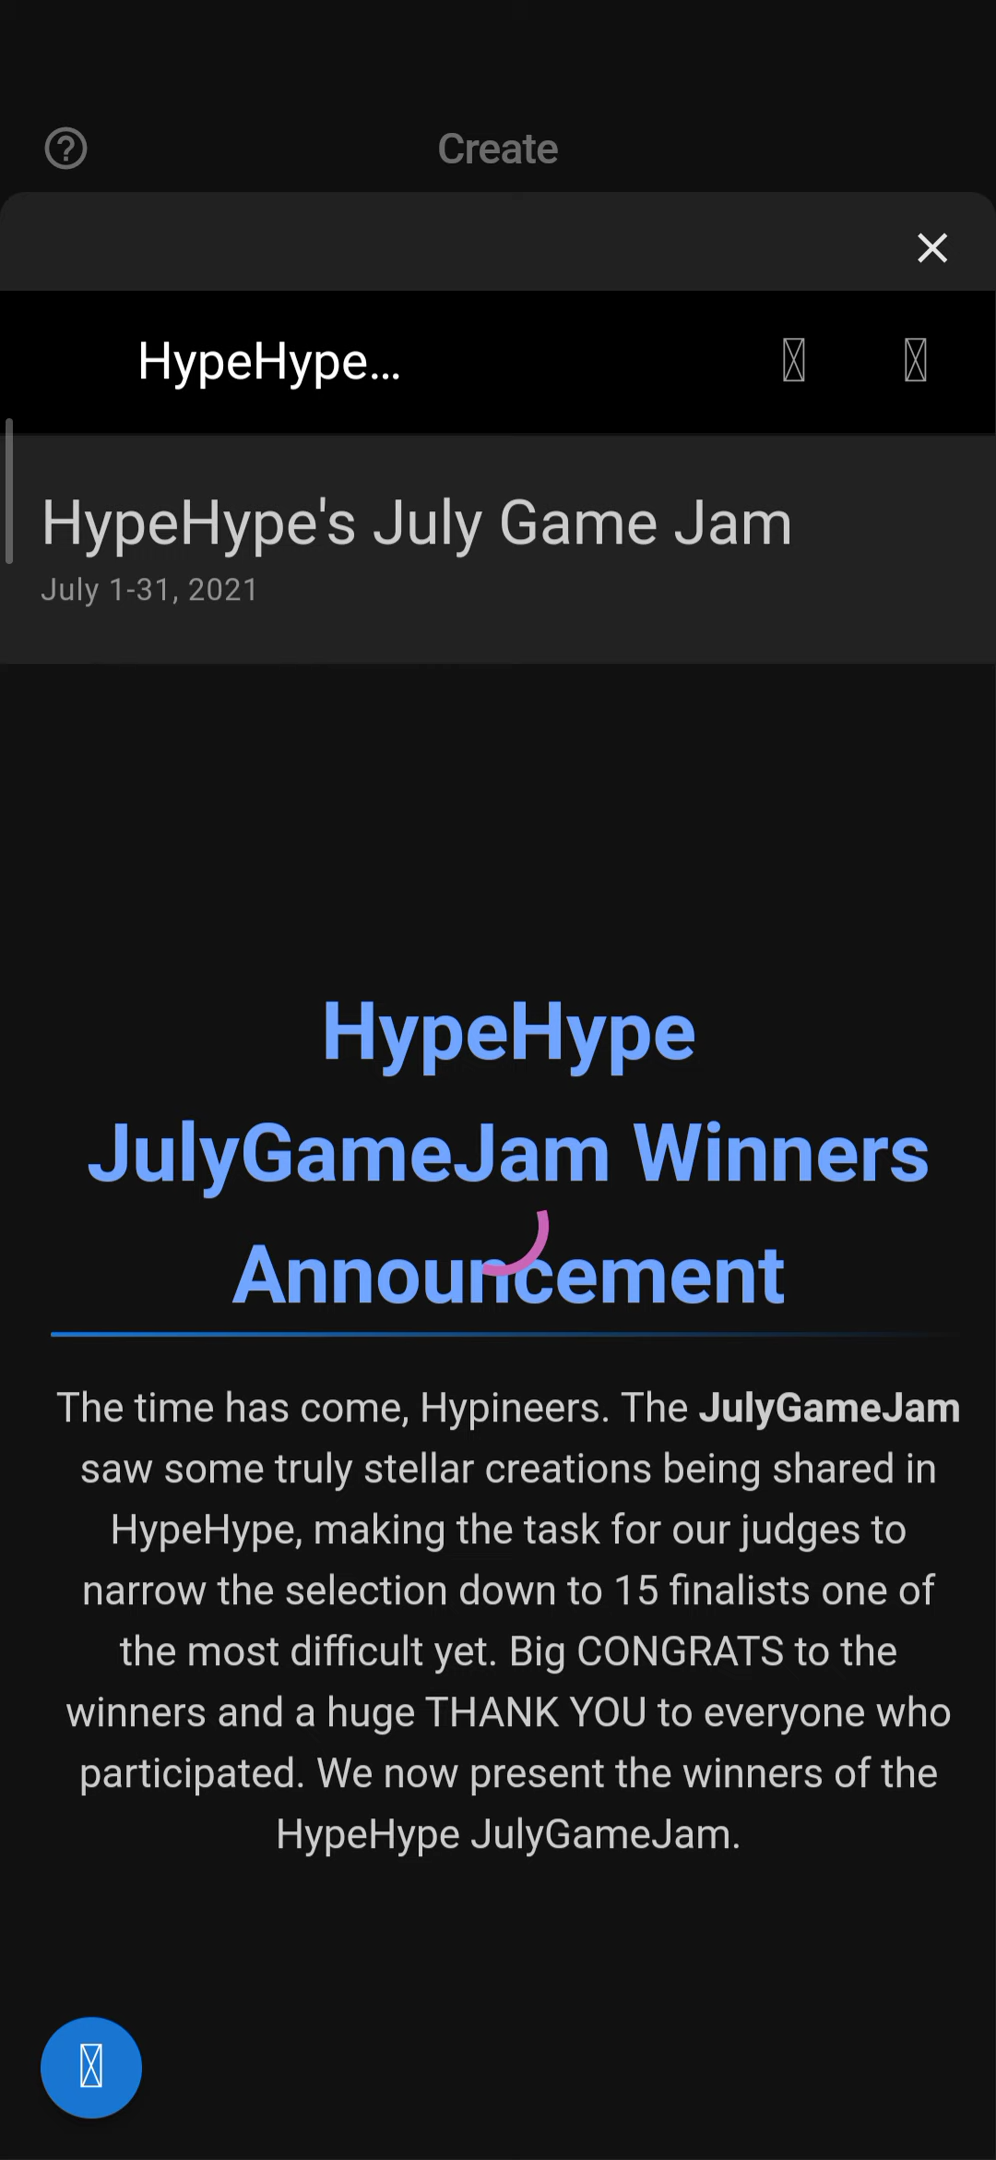 Create
HypeHype...
HypeHype's July Game Jam
July 1-31, 2021
HypeHype
JulyGameJam Winners
Announcement
The time has come, Hypineers. The JulyGameJam
saw some truly stellar creations being shared in
HypeHype, making the task for our judges to
narrow the selection down to 15 finalists one of
the most difficult yet. Big CONGRATS to the
winners and a huge THANK YOU to everyone who
participated. We now present the winners of the
HypeHype JulyGameJam.